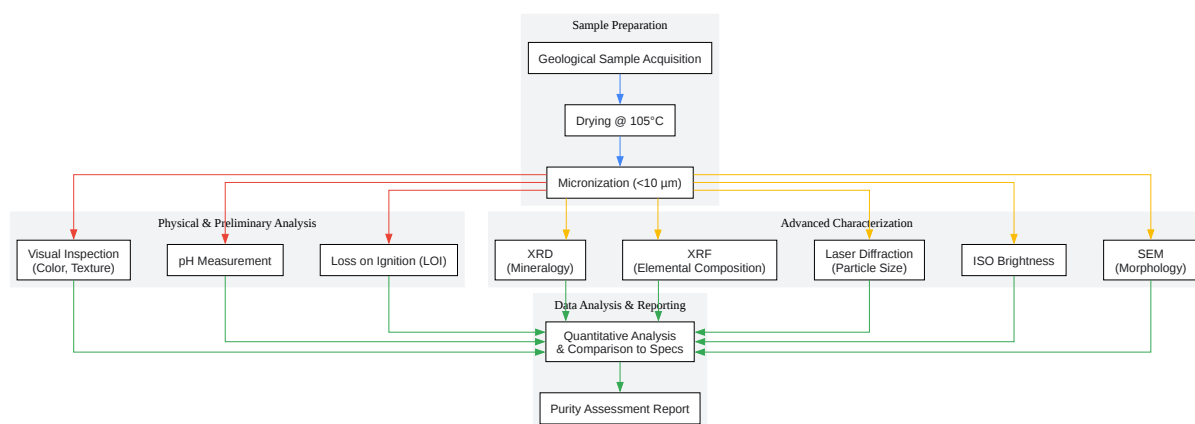 Sample Preparation
Geological Sample Acquisition
Drying @ 105°C
Micronization (<10 µm)
Physical & Preliminary Analysis
Visual Inspection
(Color, Texture)
pH Measurement
Loss on Ignition (LOI)
Advanced Characterization
XRD
(Mineralogy)
XRF
(Elemental Composition)
Laser Diffraction
(Particle Size)
ISO Brightness
SEM
(Morphology)
Data Analysis & Reporting
Quantitative Analysis
& Comparison to Specs
Purity Assessment Report